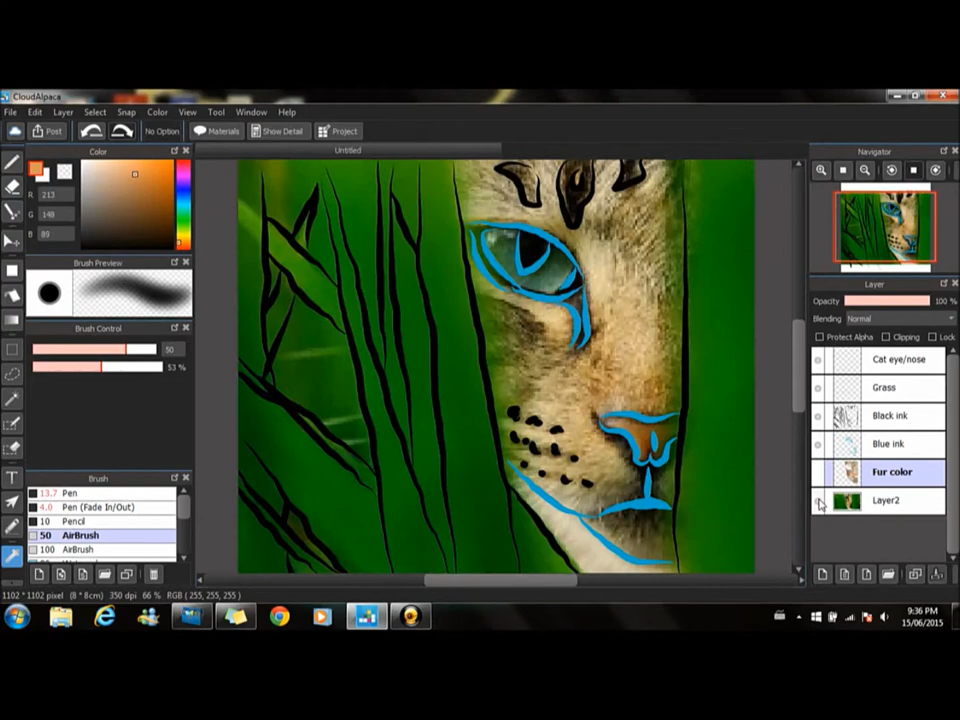 CloudAlpaca
File Edit Layer Select Snap Color View Tool Window Help
Post No Option Materials Show Detail Project
Color
Untitled
Navigator
R 213
G 148
B 89
Brush Preview
Layer
Opacity 100 %
Blending Normal
Brush Control
Protect Alpha Clipping Lock
50
53 %
Cat eye/nose
Grass
Black ink
Blue ink
Fur color
Layer2
Brush
13.7 Pen
4.0 Pen (Fade In/Out)
10 Pencil
50 AirBrush
100 AirBrush
1102 * 1102 pixel (8 * 8cm) 350 dpi 66 % RGB ( 255, 255, 255 )
9:36 PM
15/06/2015